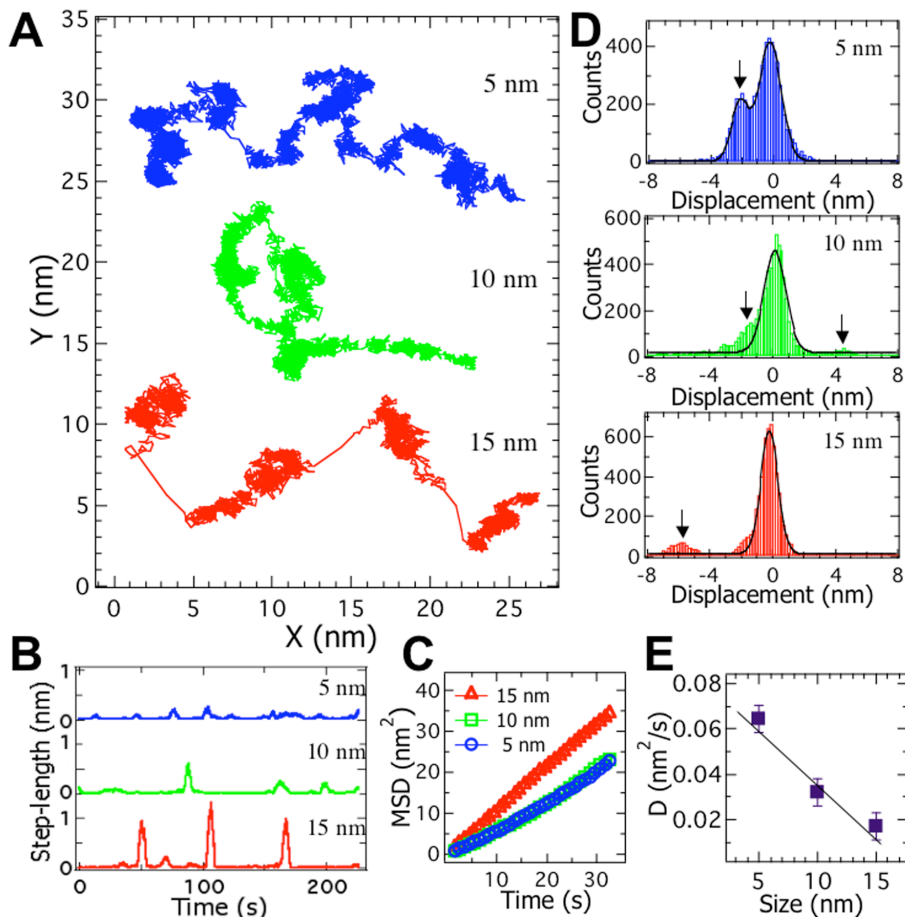 A
Y (nm)
35
30
25
20
15
10
5
0
5 nm
10 nm
15 nm
0 5 10 15 20 25
X (nm)
D
Counts
400
200
0
5 nm
-8 -4 0 4 8
Displacement (nm)
Counts
600
400
200
0
10 nm
-8 -4 0 4 8
Displacement (nm)
Counts
600
400
200
0
15 nm
-8 -4 0 4 8
Displacement (nm)
B
Step-length (nm)
1
0
5 nm
1
0
10 nm
1
0
15 nm
0 100 200
Time (s)
C
MSD (nm²)
40
30
20
10
0
15 nm
10 nm
5 nm
10 20 30
Time (s)
E
D (nm²/s)
0.08
0.06
0.04
0.02
5 10 15
Size (nm)